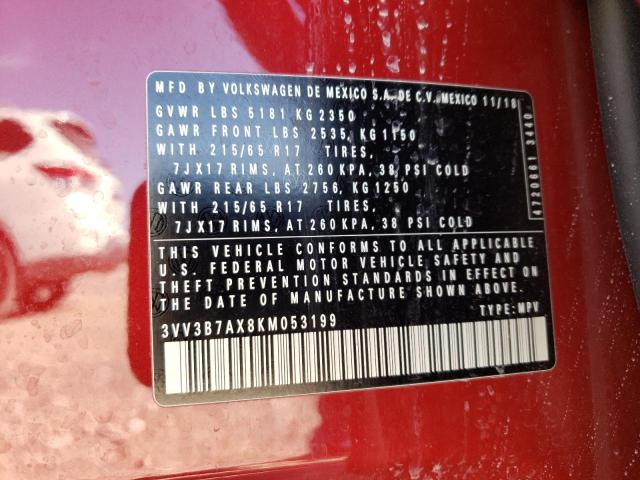 MFD BY VOLKSWAGEN DE MEXICO S.A. DE C.V. MEXICO 11/18
GVWR LBS 5181 KG 2350
GAWR FRONT LBS 2535, KG 1150
WITH 215/65 R17 TIRES,
7JX17 RIMS, AT 260 KPA, 38 PSI COLD
GAWR REAR LBS 2756, KG 1250
WITH 215/65 R17 TIRES,
7JX17 RIMS, AT 260 KPA, 38 PSI COLD
THIS VEHICLE CONFORMS TO ALL APPLICABLE
U.S. FEDERAL MOTOR VEHICLE SAFETY AND
THEFT PREVENTION STANDARDS IN EFFECT ON
THE DATE OF MANUFACTURE SHOWN ABOVE.
3VV3B7AX8KM053199 TYPE: MPV
4720661 3440